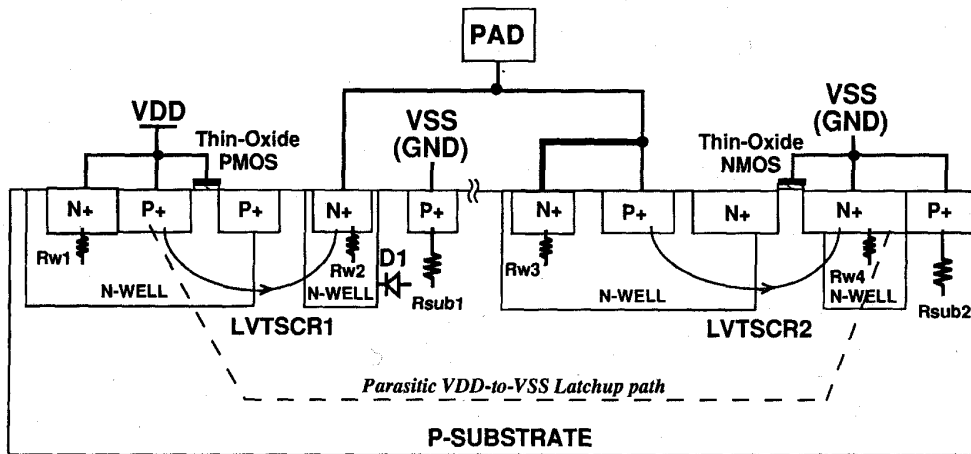 PAD
VDD
Thin-Oxide
PMOS
VSS
(GND)
Thin-Oxide
NMOS
VSS
(GND)
N+
P+
P+
N+
P+
N+
P+
N+
N+
P+
Rw1
Rw2
D1
Rsub1
Rw3
Rw4
Rsub2
N-WELL
N-WELL
N-WELL
N-WELL
LVTSCR1
LVTSCR2
Parasitic VDD-to-VSS Latchup path
P-SUBSTRATE